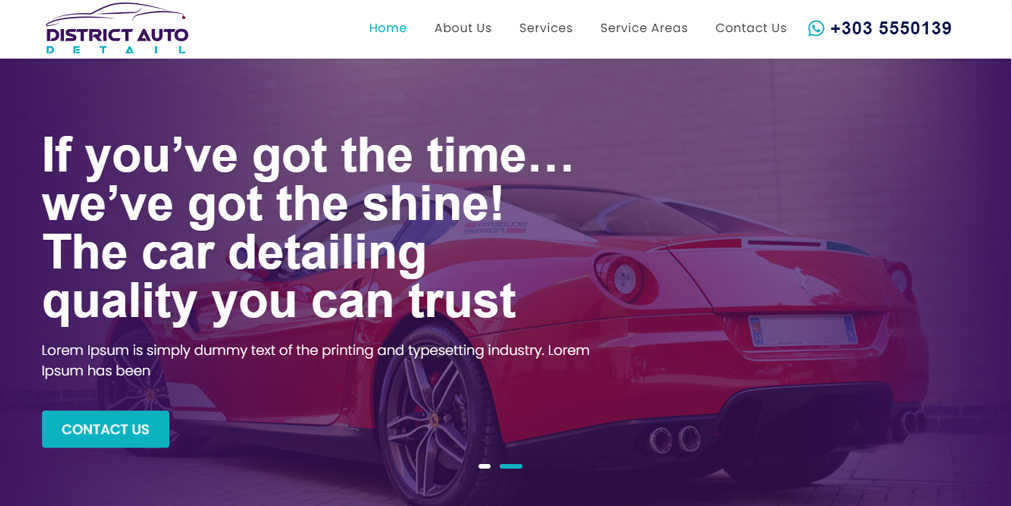 DISTRICT AUTO
DETAIL
Home About Us Services Service Areas Contact Us +303 5550139
If you’ve got the time…
we’ve got the shine!
The car detailing
quality you can trust
Lorem Ipsum is simply dummy text of the printing and typesetting industry. Lorem
Ipsum has been
CONTACT US